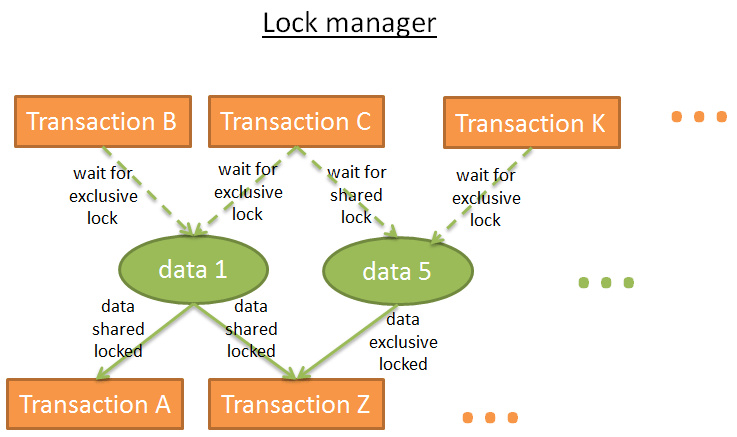 Lock manager
Transaction B
Transaction C
Transaction K
wait for
exclusive
lock
wait for
exclusive
lock
wait for
shared
lock
wait for
exclusive
lock
data 1
data 5
data
shared
locked
data
shared
locked
data
exclusive
locked
Transaction A
Transaction Z